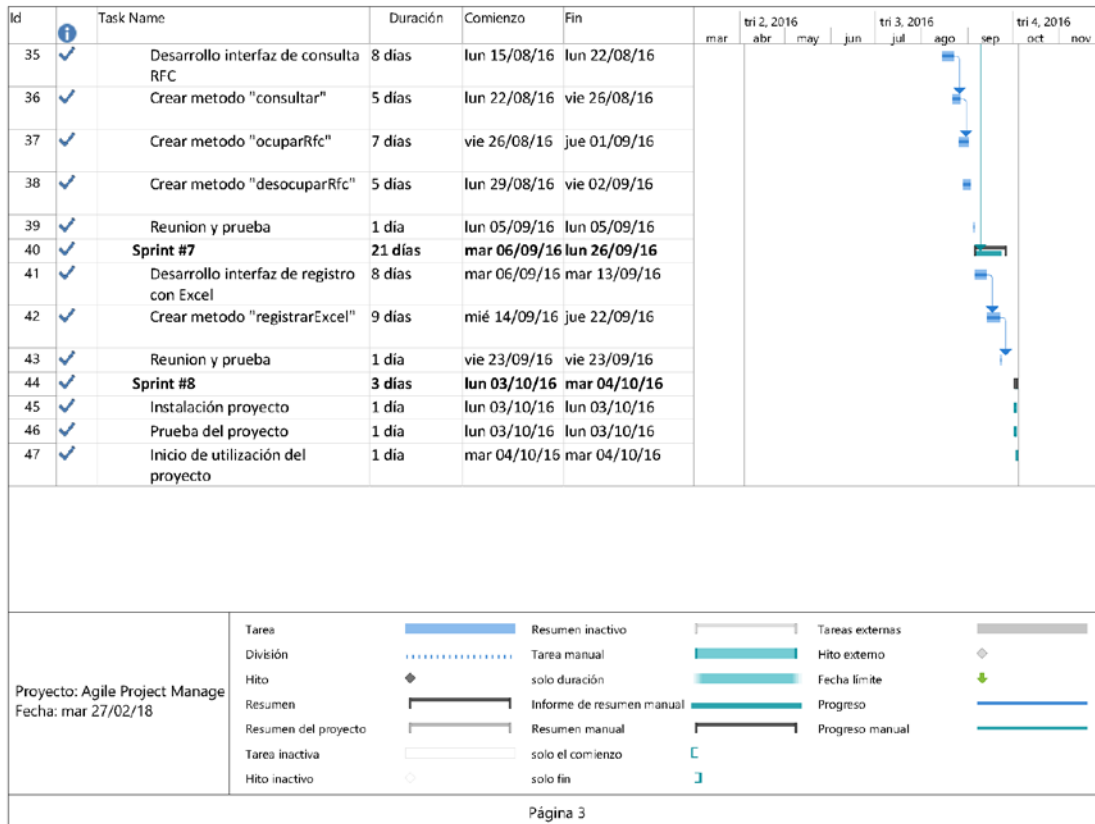 Id Task Name Duración Comienzo Fin tri 2, 2016 tri 3, 2016 tri 4, 2016
mar abr may jun jul ago sep oct nov
35 Desarrollo interfaz de consulta 8 días lun 15/08/16 lun 22/08/16
RFC
36 Crear metodo "consultar" 5 días lun 22/08/16 vie 26/08/16
37 Crear metodo "ocuparRfc" 7 días vie 26/08/16 jue 01/09/16
38 Crear metodo "desocuparRfc" 5 días lun 29/08/16 vie 02/09/16
39 Reunion y prueba 1 día lun 05/09/16 lun 05/09/16
40 Sprint #7 21 días mar 06/09/16 lun 26/09/16
41 Desarrollo interfaz de registro 8 días mar 06/09/16 mar 13/09/16
con Excel
42 Crear metodo "registrarExcel" 9 días mié 14/09/16 jue 22/09/16
43 Reunion y prueba 1 día vie 23/09/16 vie 23/09/16
44 Sprint #8 3 días lun 03/10/16 mar 04/10/16
45 Instalación proyecto 1 día lun 03/10/16 lun 03/10/16
46 Prueba del proyecto 1 día lun 03/10/16 lun 03/10/16
47 Inicio de utilización del 1 día mar 04/10/16 mar 04/10/16
proyecto
Proyecto: Agile Project Manage
Fecha: mar 27/02/18
Tarea Resumen inactivo Tareas externas
División Tarea manual Hito externo
Hito solo duración Fecha límite
Resumen Informe de resumen manual Progreso
Resumen del proyecto Resumen manual Progreso manual
Tarea inactiva solo el comienzo
Hito inactivo solo fin
Página 3